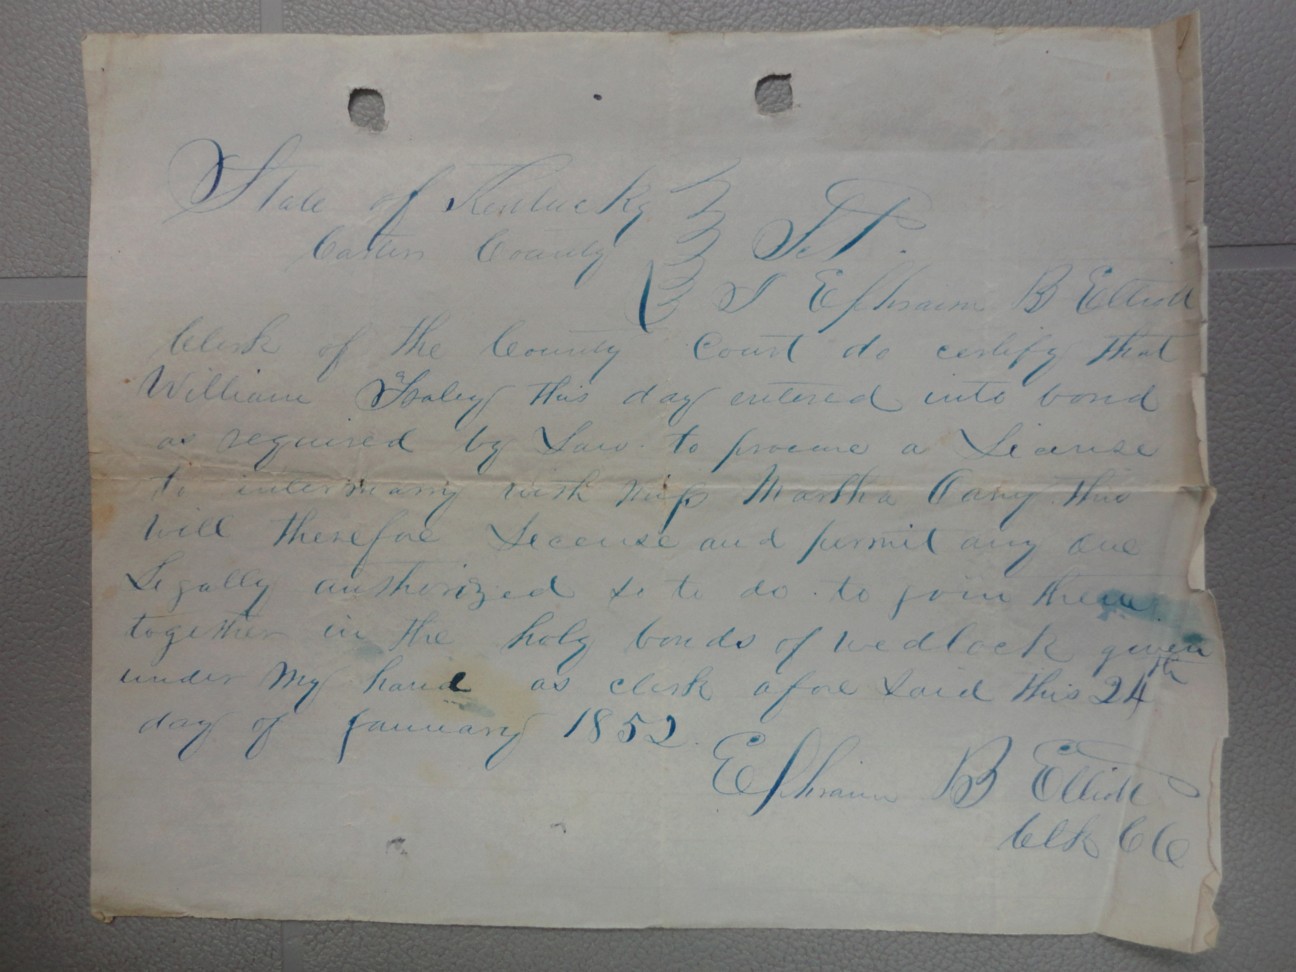 State of Kentucky
Carter County } Sct.
I Ephraim B Elliott
Clerk of the County Court do certify that
William this day entered into bond
as required by Law to procure a License
to intermarry with Miss Martha this
will therefore License and permit any one
Legally authorized so to do to join them
together in the holy bonds of wedlock given
under my hand as clerk afore said this 24th
day of January 1852.
Ephraim B Elliott
Clk C C